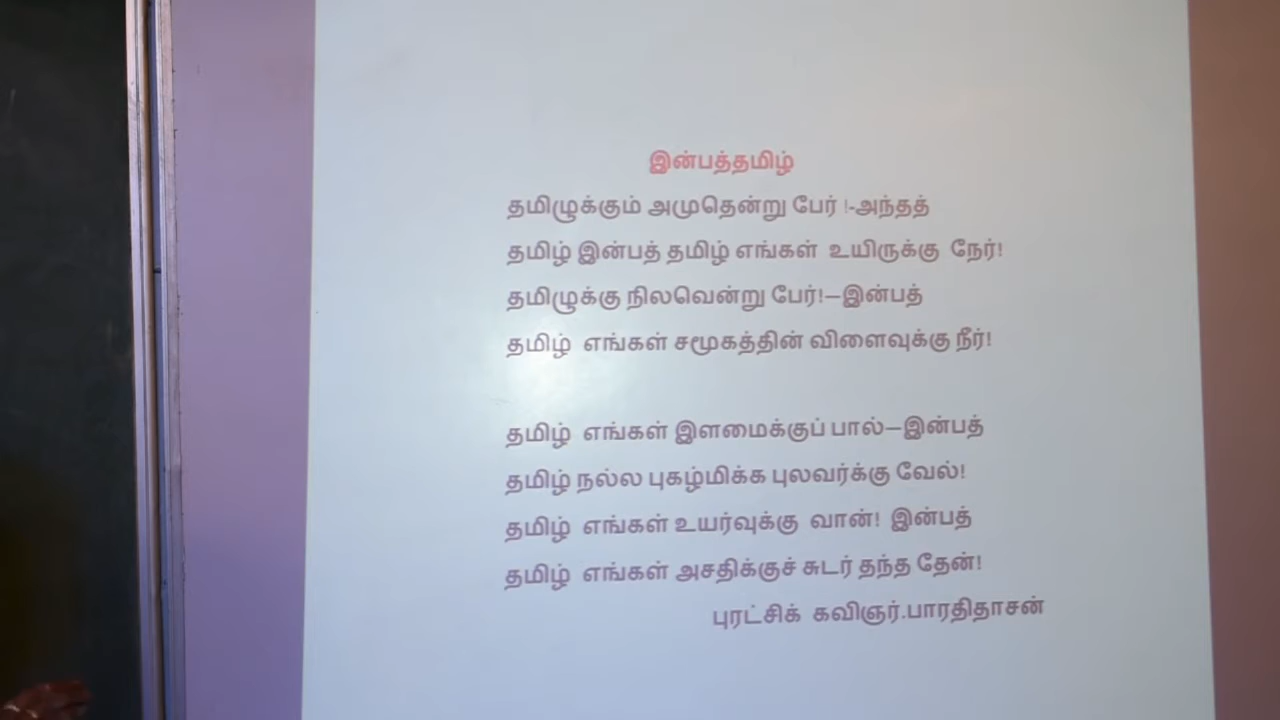 இன்பத்தமிழ்
தமிழுக்கும் அமுதென்று பேர் !-அந்தத்
தமிழ் இன்பத் தமிழ் எங்கள் உயிருக்கு நேர்!
தமிழுக்கு நிலவென்று பேர்!–இன்பத்
தமிழ் எங்கள் சமூகத்தின் விளைவுக்கு நீர்!
தமிழ் எங்கள் இளமைக்குப் பால்–இன்பத்
தமிழ் நல்ல புகழ்மிக்க புலவர்க்கு வேல்!
தமிழ் எங்கள் உயர்வுக்கு வான்! இன்பத்
தமிழ் எங்கள் அசதிக்குச் சுடர் தந்த தேன்!
புரட்சிக் கவிஞர்.பாரதிதாசன்